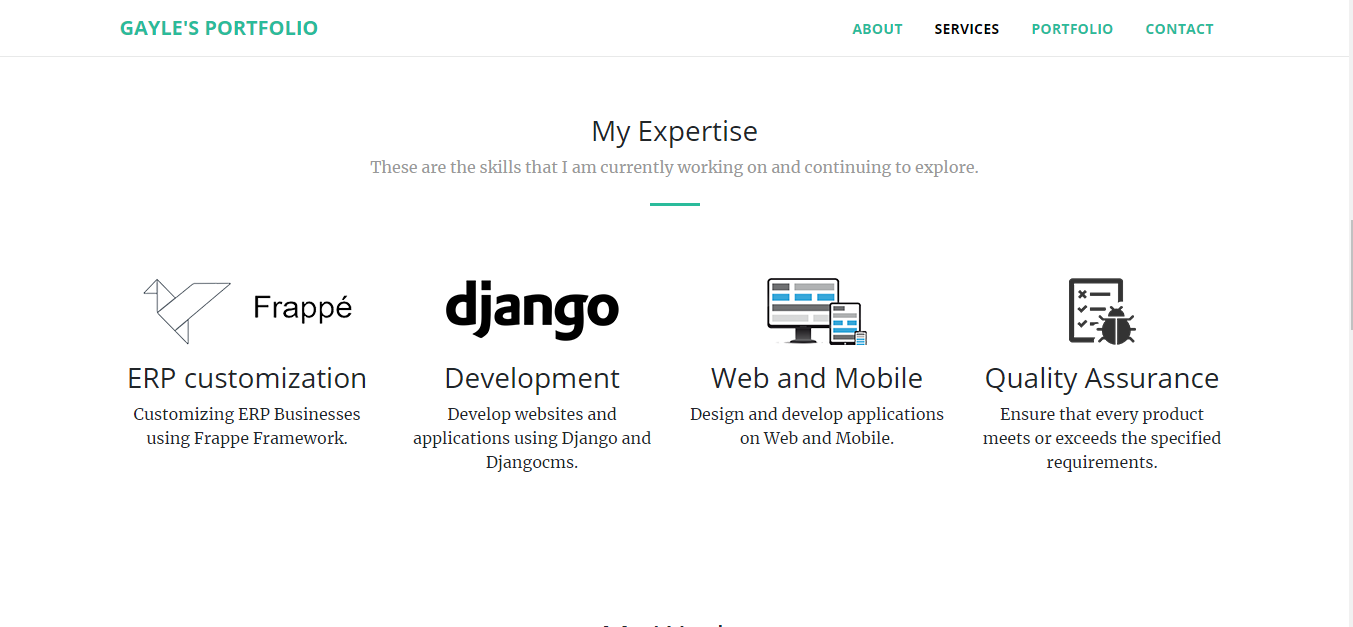 GAYLE'S PORTFOLIO
ABOUT SERVICES PORTFOLIO CONTACT
My Expertise
These are the skills that I am currently working on and continuing to explore.
Frappé
django
ERP customization
Customizing ERP Businesses
using Frappe Framework.
Development
Develop websites and
applications using Django and
Djangocms.
Web and Mobile
Design and develop applications
on Web and Mobile.
Quality Assurance
Ensure that every product
meets or exceeds the specified
requirements.